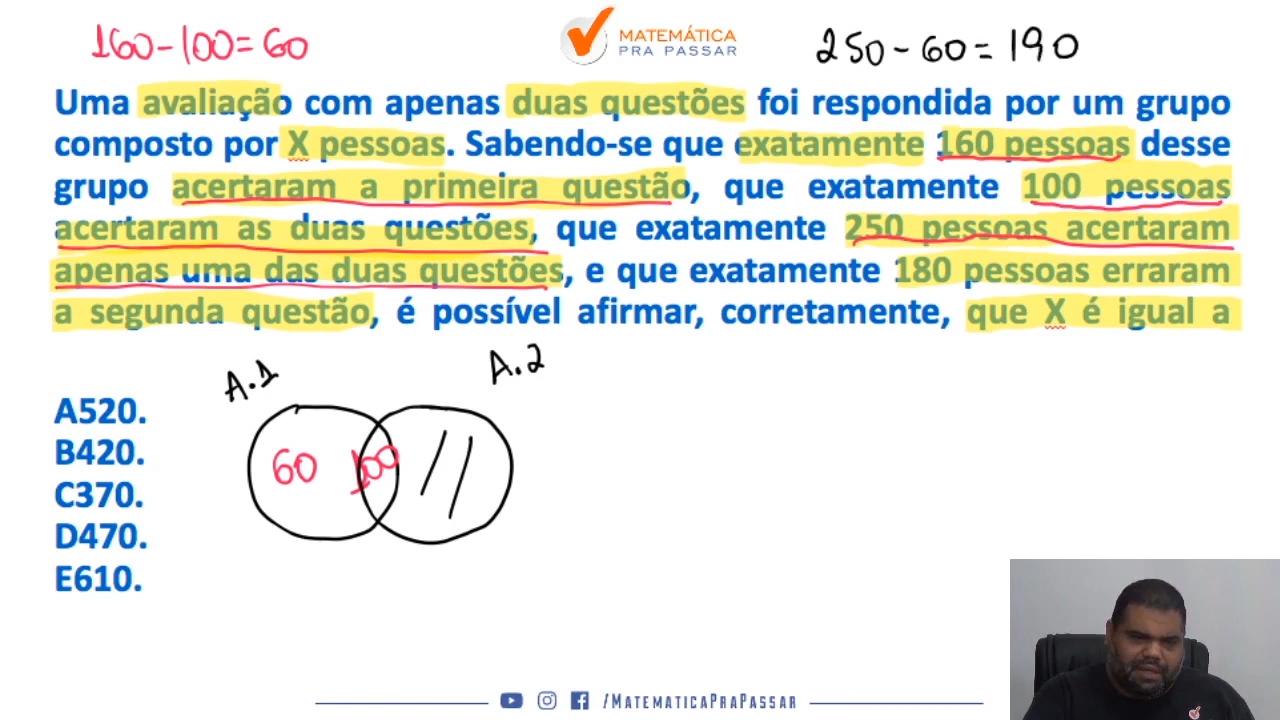 160-100=60
MATEMÁTICA
PRA PASSAR
250-60=190
Uma avaliação com apenas duas questões foi respondida por um grupo
composto por X pessoas. Sabendo-se que exatamente 160 pessoas desse
grupo acertaram a primeira questão, que exatamente 100 pessoas
acertaram as duas questões, que exatamente 250 pessoas acertaram
apenas uma das duas questões, e que exatamente 180 pessoas erraram
a segunda questão, é possível afirmar, corretamente, que X é igual a
A.1
A.2
A520.
B420.
C370.
D470.
E610.
60
100
/MATEMATICAPRAPASSAR